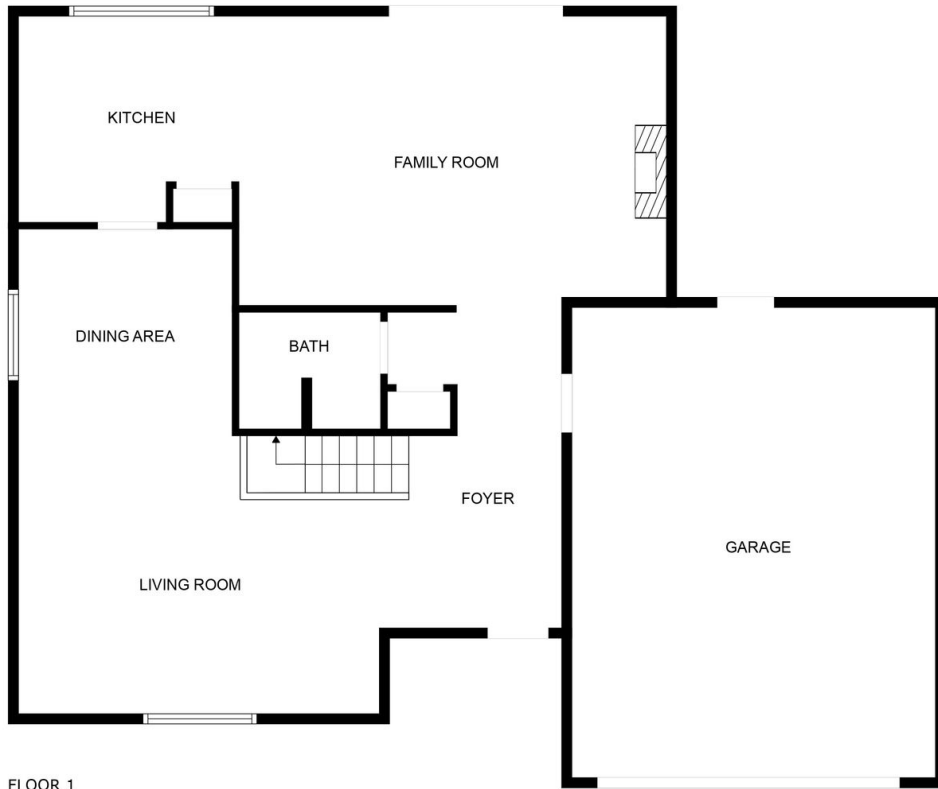 KITCHEN
FAMILY ROOM
DINING AREA
BATH
FOYER
GARAGE
LIVING ROOM
FLOOR 1